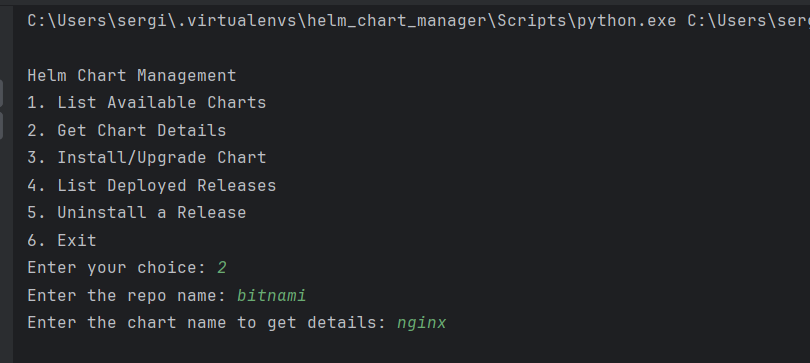 C:\Users\sergi\.virtualenvs\helm_chart_manager\Scripts\python.exe C:\Users\serg
Helm Chart Management
1. List Available Charts
2. Get Chart Details
3. Install/Upgrade Chart
4. List Deployed Releases
5. Uninstall a Release
6. Exit
Enter your choice: 2
Enter the repo name: bitnami
Enter the chart name to get details: nginx